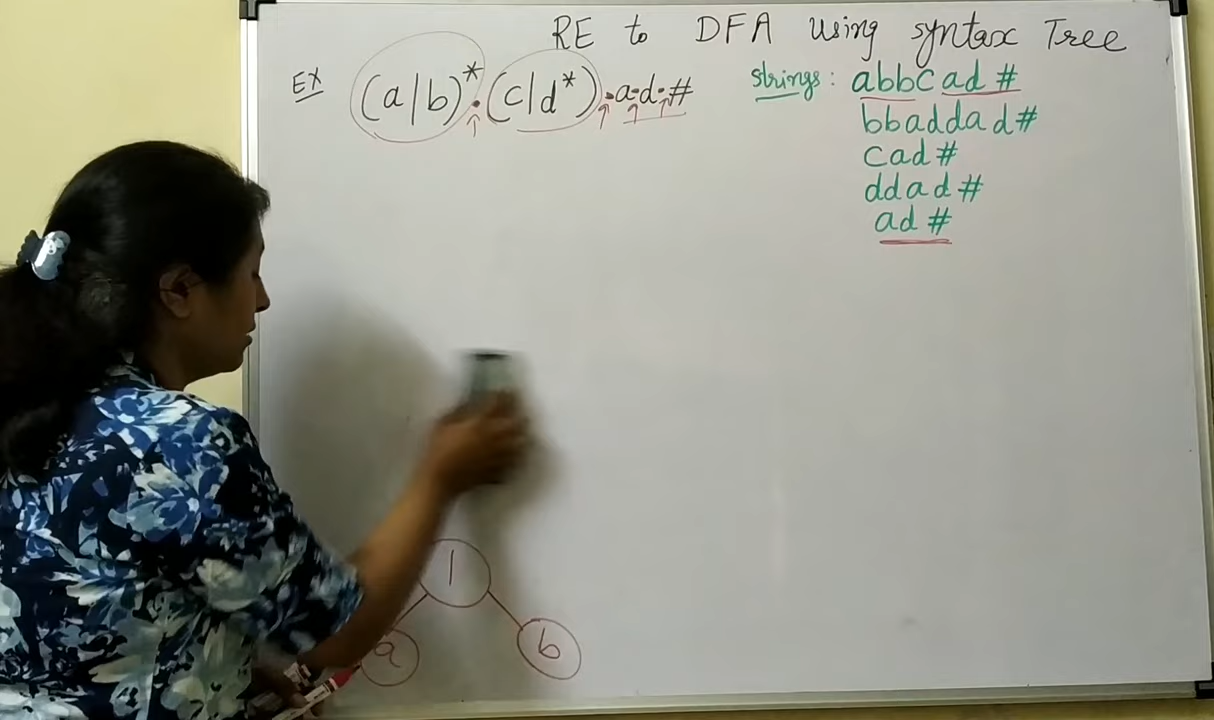 RE to DFA using syntax Tree
Ex (a|b)*.(c|d*).a.d.# strings: abbcad#
bbaddad#
cad#
ddad#
ad#
|
a b